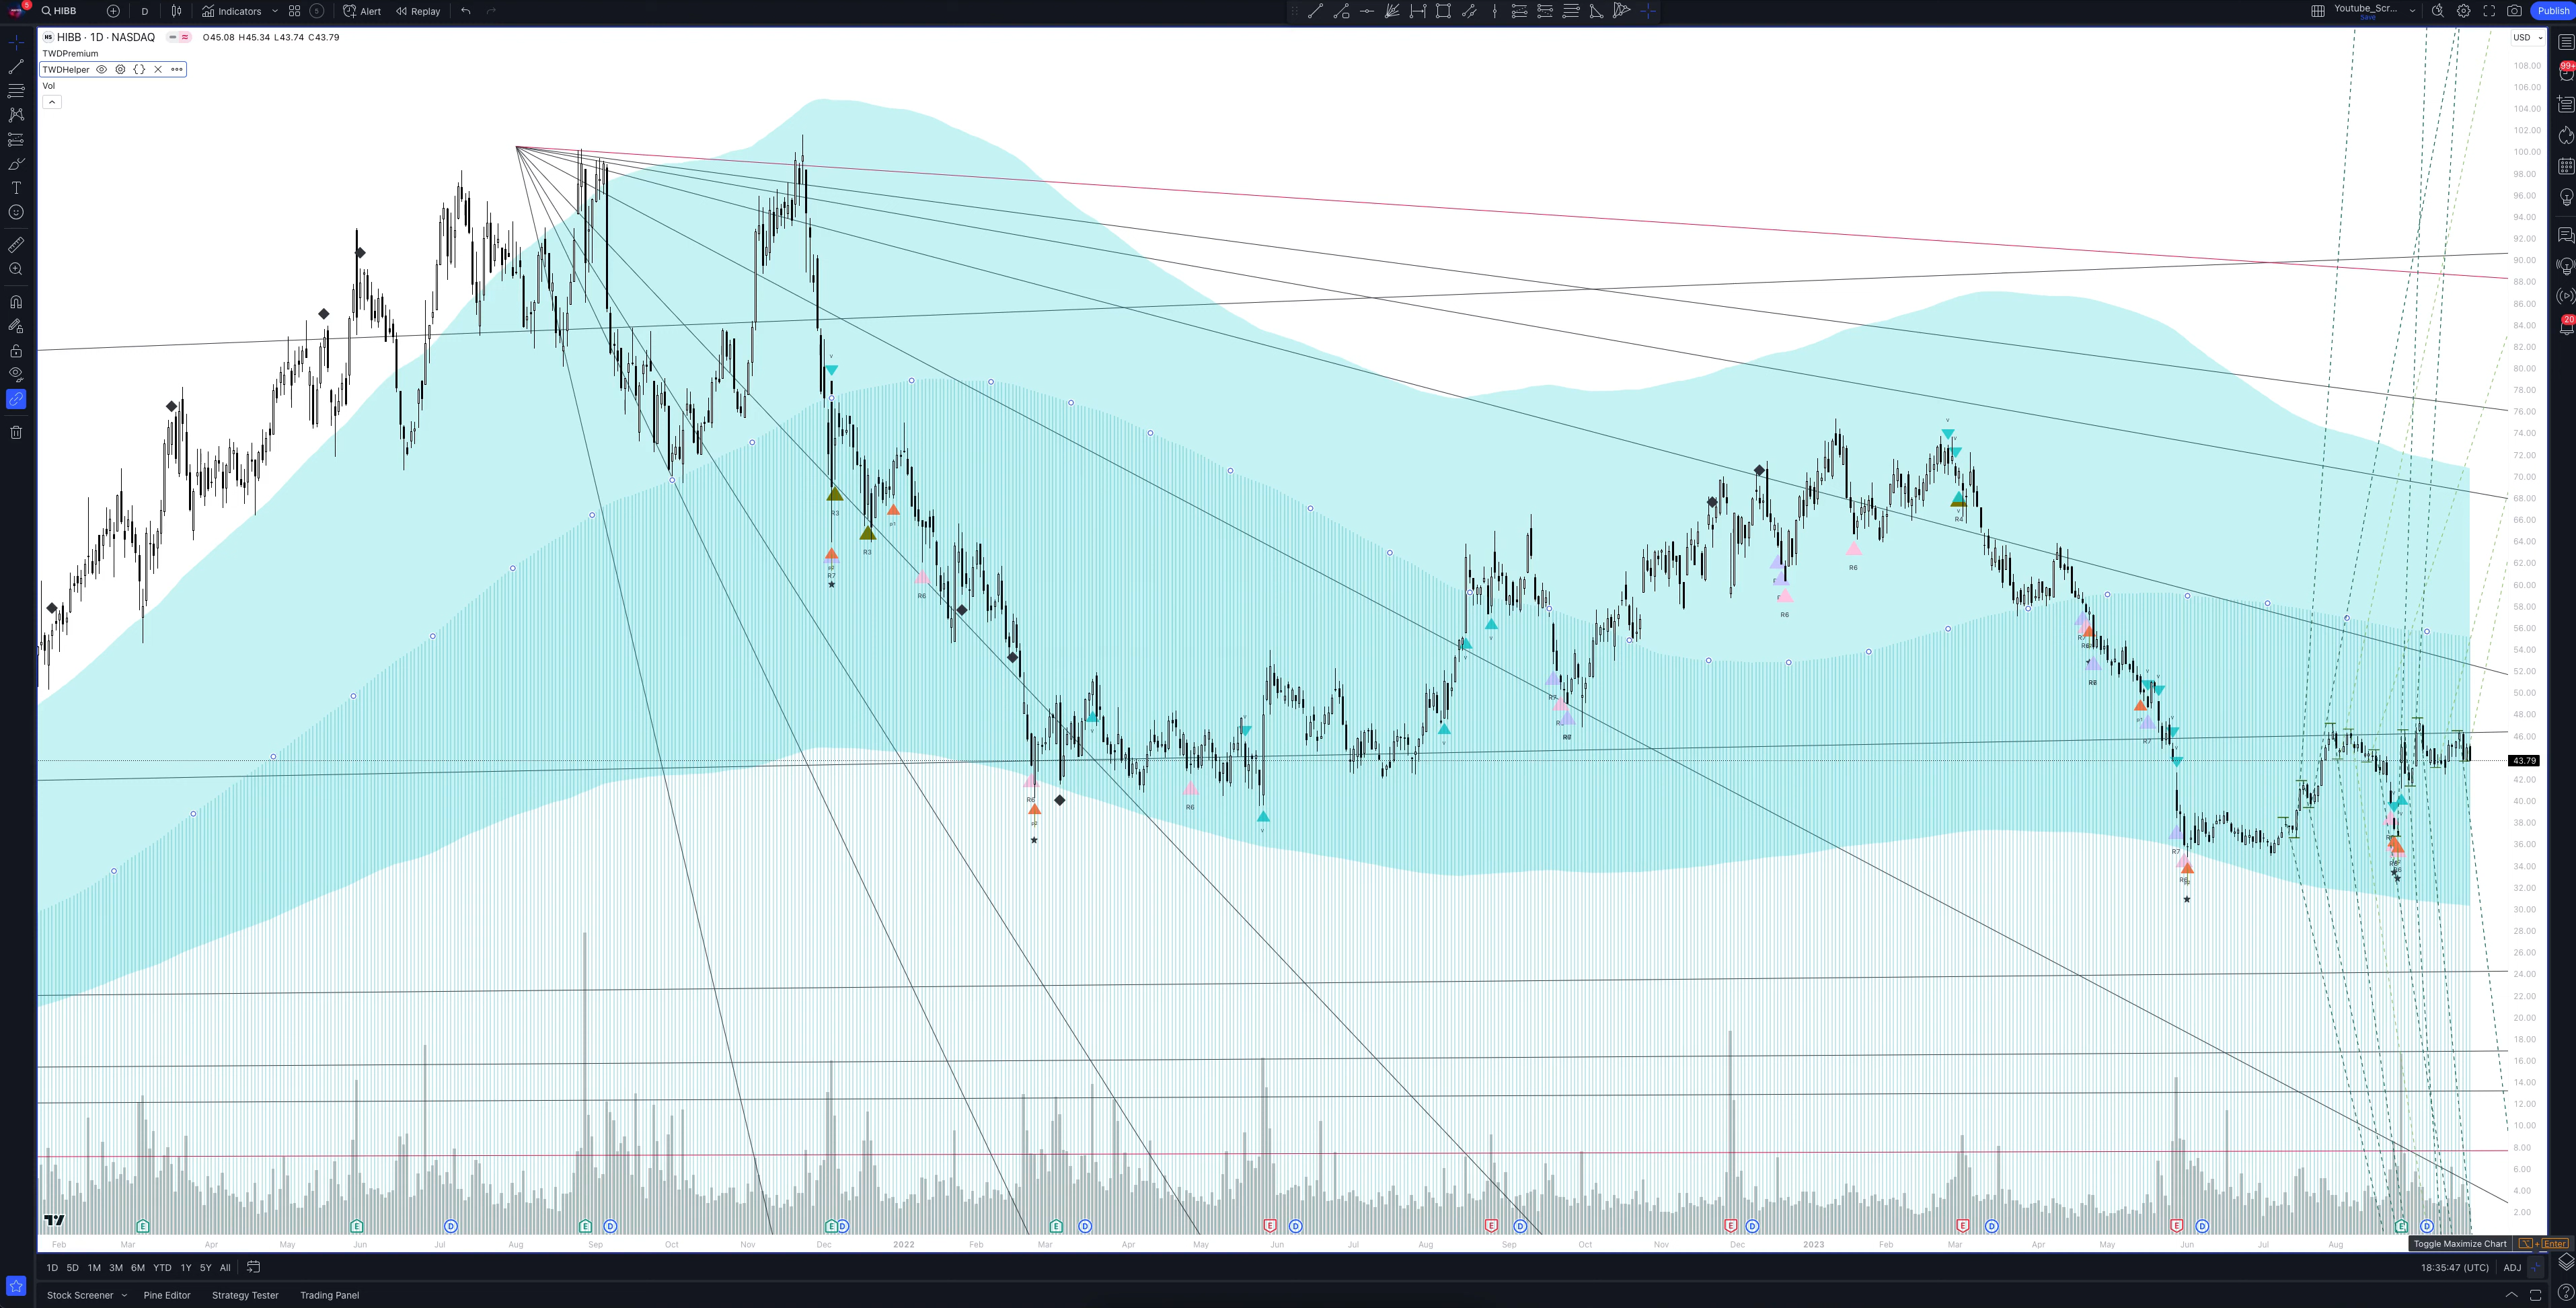 5
HIBB
D
Indicators
5
Alert
Replay
Youtube_Scr...
Save
Publish
HIBB · 1D · NASDAQ
O45.08 H45.34 L43.74 C43.79
USD
TWDPremium
TWDHelper
Vol
99+
20
108.00
106.00
104.00
102.00
100.00
98.00
96.00
94.00
92.00
90.00
88.00
86.00
84.00
82.00
80.00
78.00
76.00
74.00
72.00
70.00
68.00
66.00
64.00
62.00
60.00
58.00
56.00
54.00
52.00
50.00
48.00
46.00
43.79
42.00
40.00
38.00
36.00
34.00
32.00
30.00
28.00
26.00
24.00
22.00
20.00
18.00
16.00
14.00
12.00
10.00
8.00
6.00
4.00
2.00
R3
R3
R7
R6
R6
R6
R6
R4
R7
R7
R7
E E D E D E D E D E D E D E D E D E D E D
Feb Mar Apr May Jun Jul Aug Sep Oct Nov Dec 2022 Feb Mar Apr May Jun Jul Aug Sep Oct Nov Dec 2023 Feb Mar Apr May Jun Jul Aug
Toggle Maximize Chart + Enter
1D 5D 1M 3M 6M YTD 1Y 5Y All
18:35:47 (UTC) ADJ
Stock Screener Pine Editor Strategy Tester Trading Panel